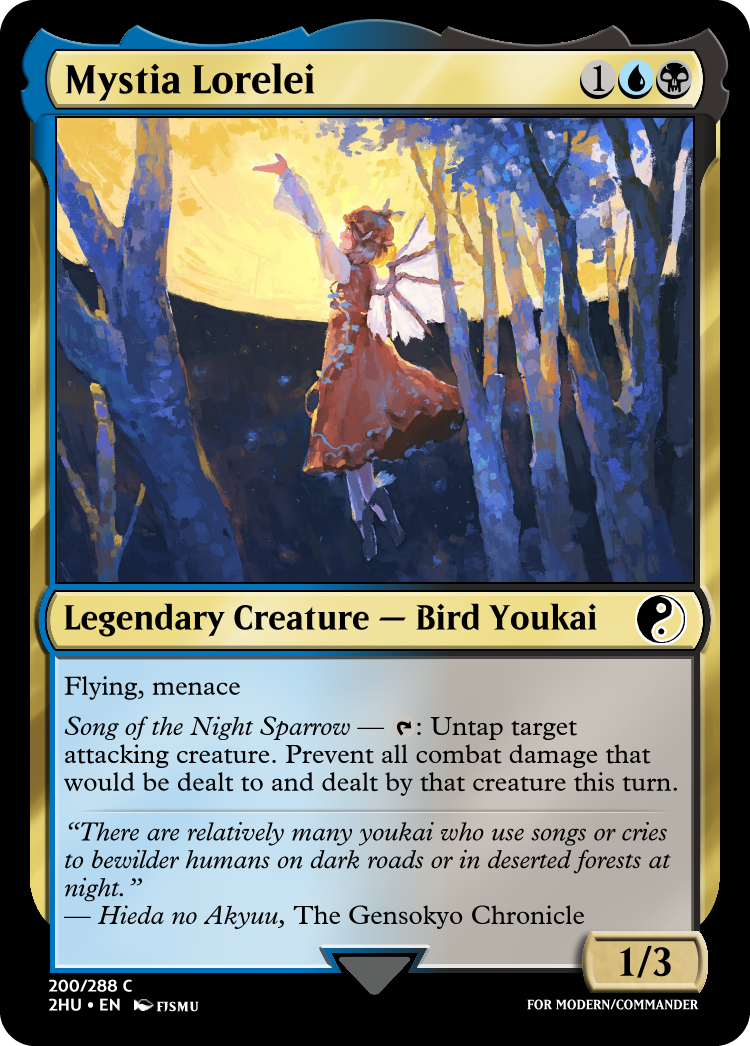 Mystia Lorelei 1
Legendary Creature — Bird Youkai
Flying, menace
Song of the Night Sparrow — : Untap target
attacking creature. Prevent all combat damage that
would be dealt to and dealt by that creature this turn.
“There are relatively many youkai who use songs or cries
to bewilder humans on dark roads or in deserted forests at
night.”
— Hieda no Akyuu, The Gensokyo Chronicle
1/3
200/288 C
2HU • EN FJSMU
FOR MODERN/COMMANDER